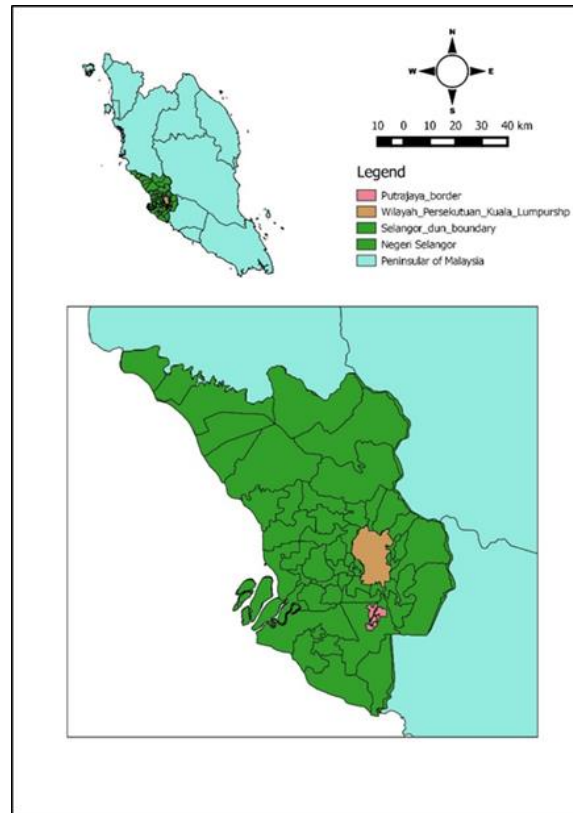 N
W E
S
10 0 10 20 30 40 km
Legend
Putrajaya_border
Wilayah_Persekutuan_Kuala_Lumpurshp
Selangor_dun_boundary
Negeri Selangor
Peninsular of Malaysia